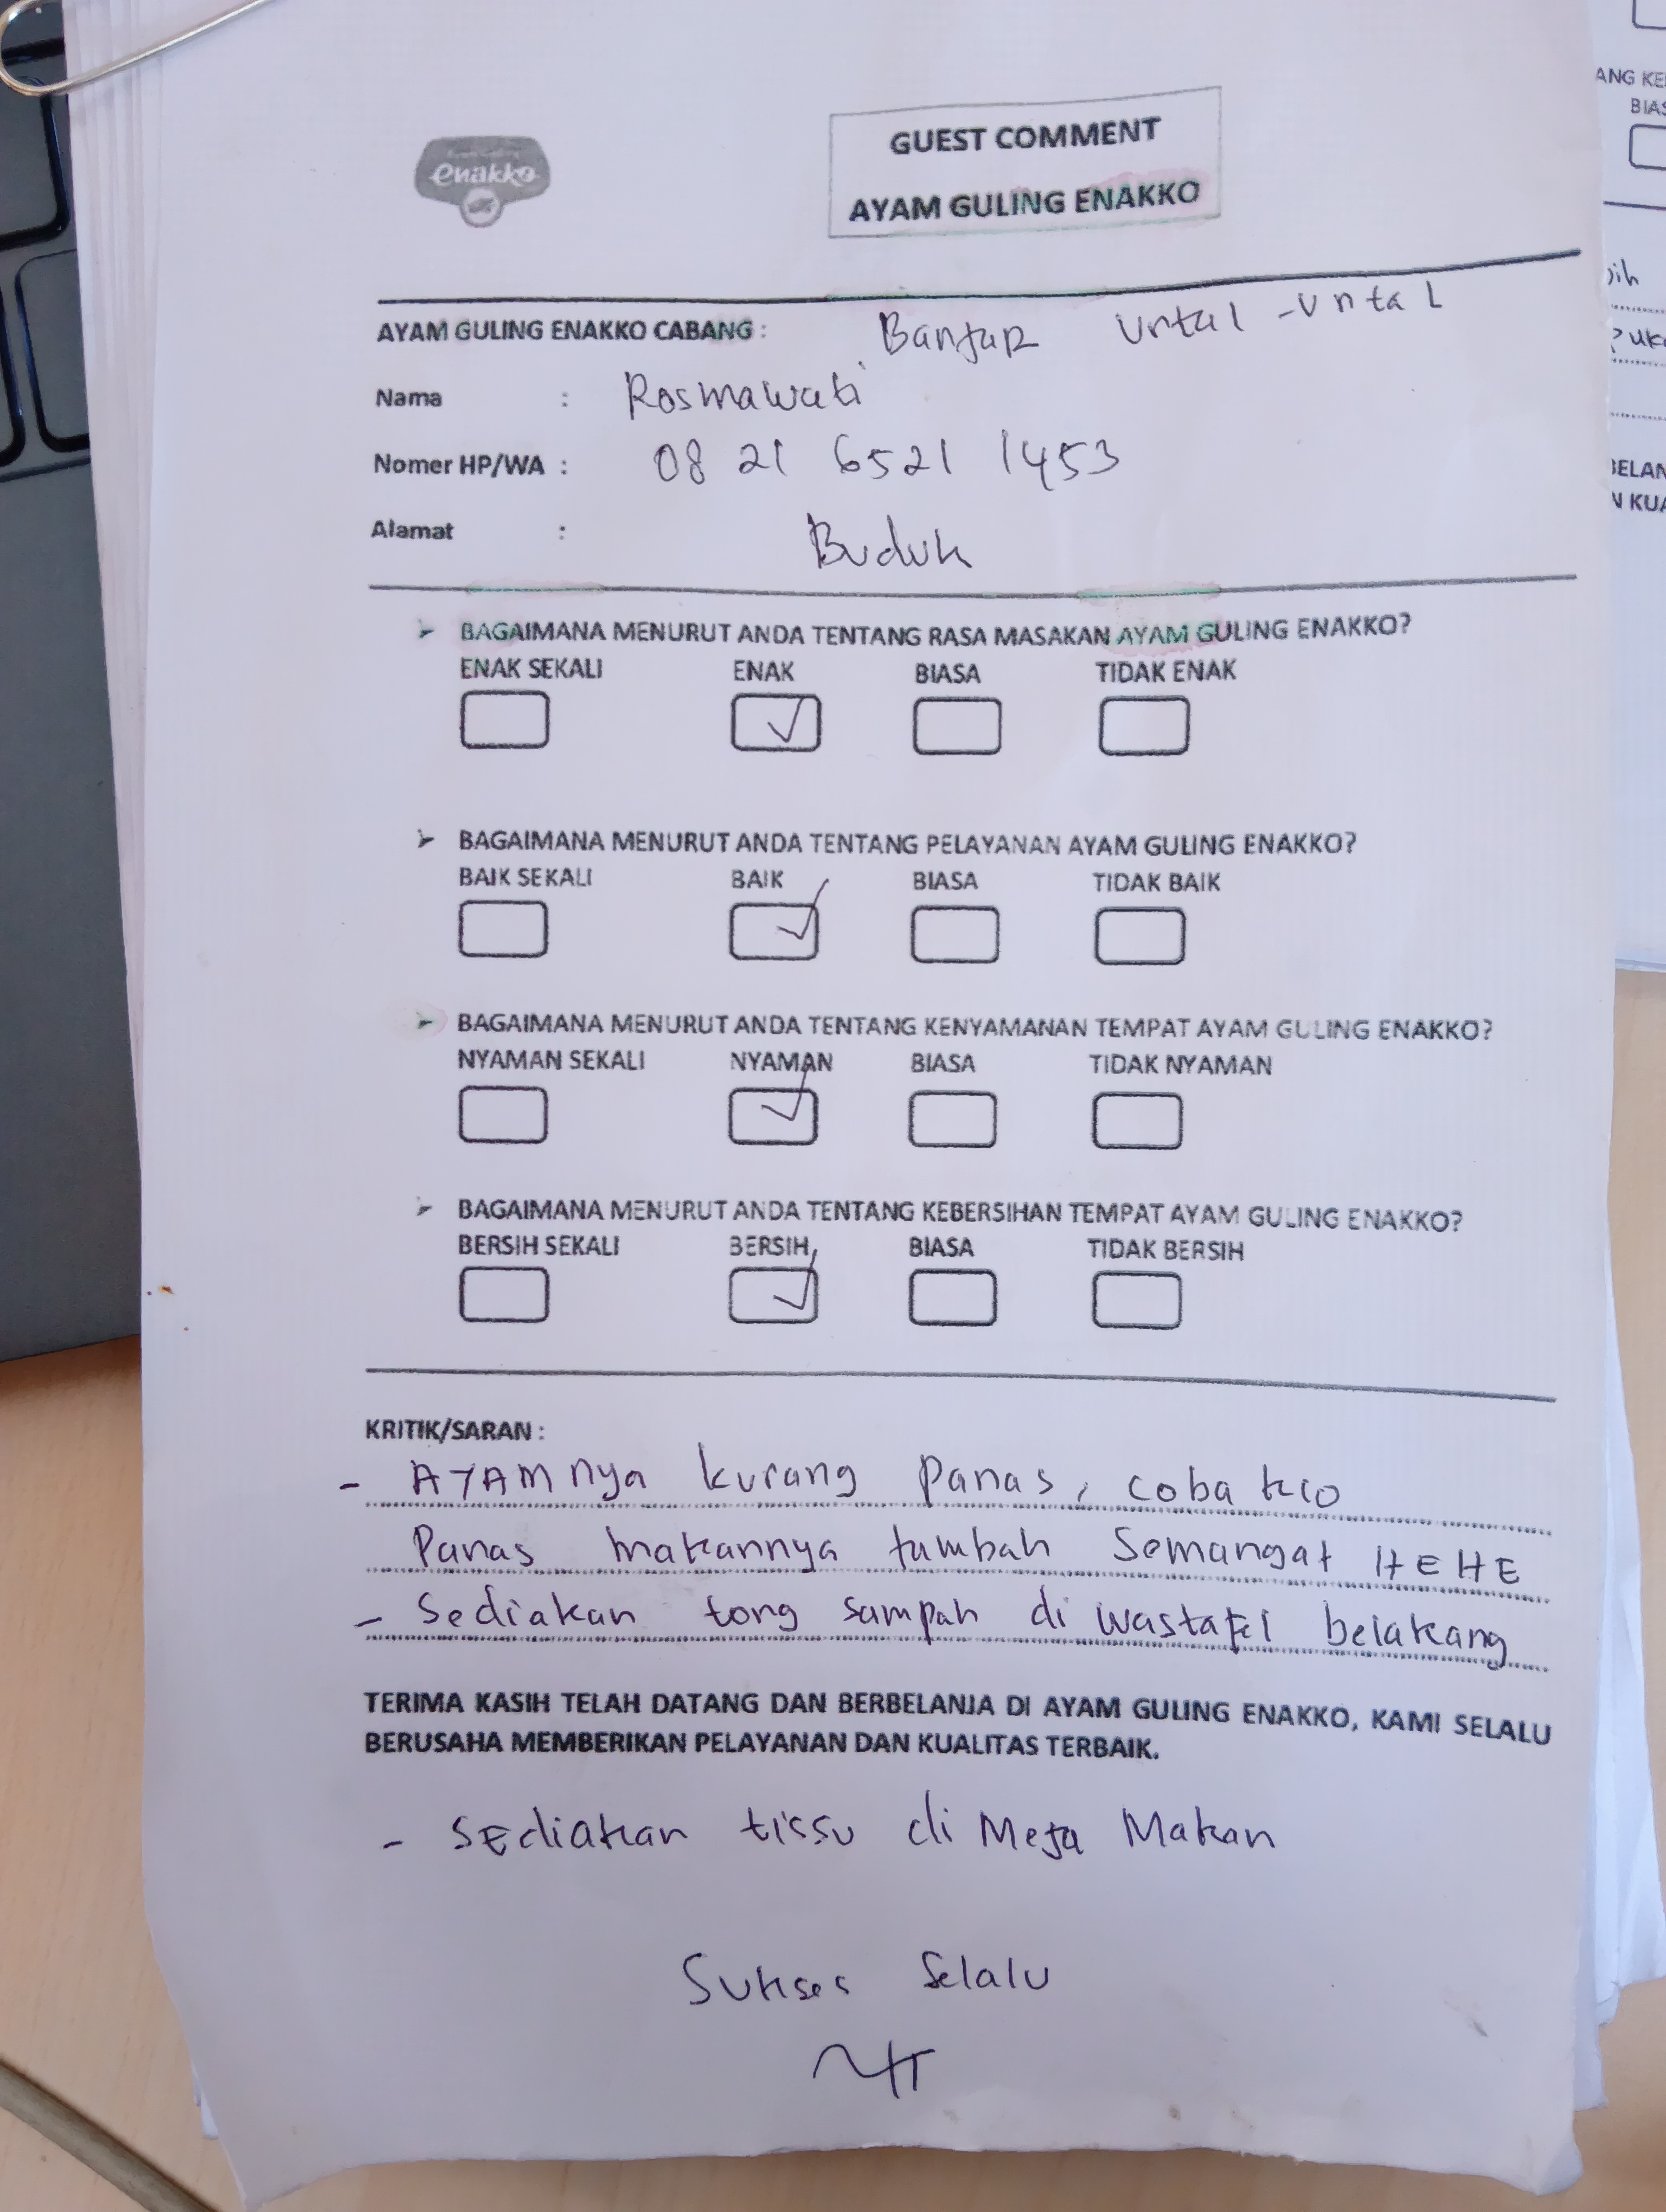 enakko
GUEST COMMENT
AYAM GULING ENAKKO
AYAM GULING ENAKKO CABANG : Banjar Untal - Untal
Nama : Rosmawati
Nomer HP/WA : 08 21 6521 1453
Alamat : Buduk
➢ BAGAIMANA MENURUT ANDA TENTANG RASA MASAKAN AYAM GULING ENAKKO?
ENAK SEKALI ENAK BIASA TIDAK ENAK
✓
➢ BAGAIMANA MENURUT ANDA TENTANG PELAYANAN AYAM GULING ENAKKO?
BAIK SEKALI BAIK BIASA TIDAK BAIK
✓
➢ BAGAIMANA MENURUT ANDA TENTANG KENYAMANAN TEMPAT AYAM GULING ENAKKO?
NYAMAN SEKALI NYAMAN BIASA TIDAK NYAMAN
✓
➢ BAGAIMANA MENURUT ANDA TENTANG KEBERSIHAN TEMPAT AYAM GULING ENAKKO?
BERSIH SEKALI BERSIH BIASA TIDAK BERSIH
✓
KRITIK/SARAN :
- AYAMnya kurang Panas, coba klo
Panas makannya tambah Semangat HEHE
- Sediakan tong sampah di wastafel belakang
TERIMA KASIH TELAH DATANG DAN BERBELANJA DI AYAM GULING ENAKKO, KAMI SELALU
BERUSAHA MEMBERIKAN PELAYANAN DAN KUALITAS TERBAIK.
- Sediakan tissu di Meja Makan
Sukses Selalu
ANG KE
BIAS
ELAN
N KUA